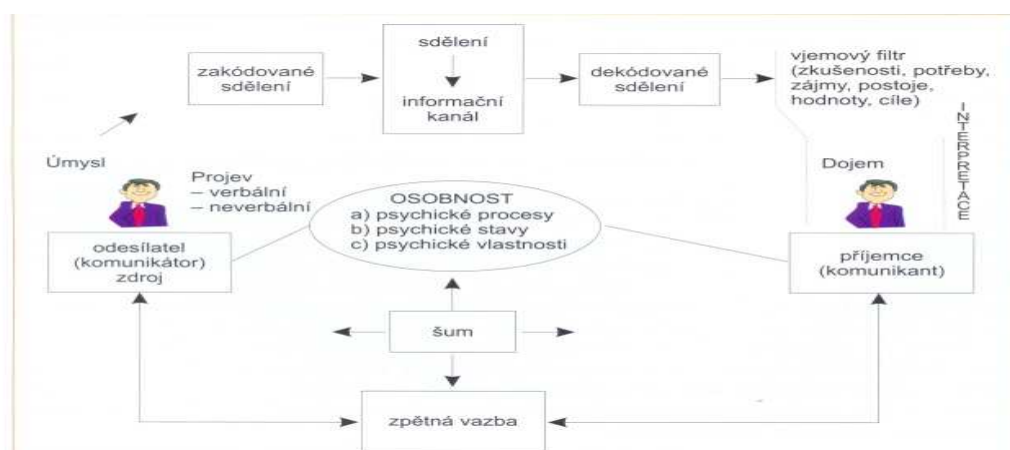 sdělení
informační
kanál
zakódované
sdělení
dekódované
sdělení
vjemový filtr
(zkušenosti, potřeby,
zájmy, postoje,
hodnoty, cíle)
INTERPRETACE
Úmysl
Projev
– verbální
– neverbální
OSOBNOST
a) psychické procesy
b) psychické stavy
c) psychické vlastnosti
Dojem
odesílatel
(komunikátor)
zdroj
příjemce
(komunikant)
šum
zpětná vazba